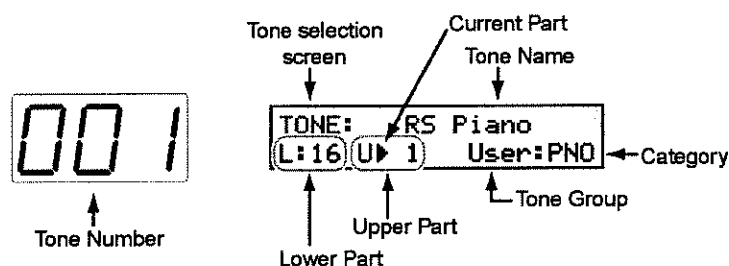 Current Part
Tone selection
screen
Tone Name
001
TONE: RS Piano
L:16 U▶ 1 User:PNO
Category
Tone Group
Tone Number
Upper Part
Lower Part